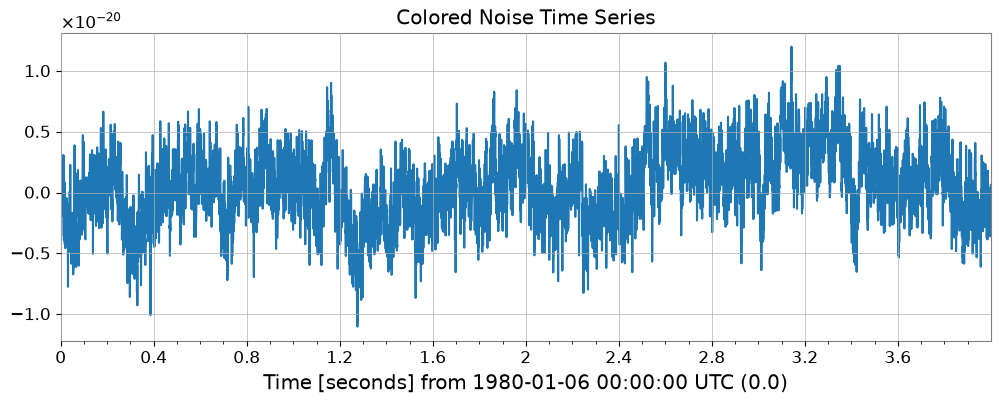 Colored Noise Time Series
×10⁻²⁰
1.0
0.5
0.0
−0.5
−1.0
0 0.4 0.8 1.2 1.6 2 2.4 2.8 3.2 3.6
Time [seconds] from 1980-01-06 00:00:00 UTC (0.0)